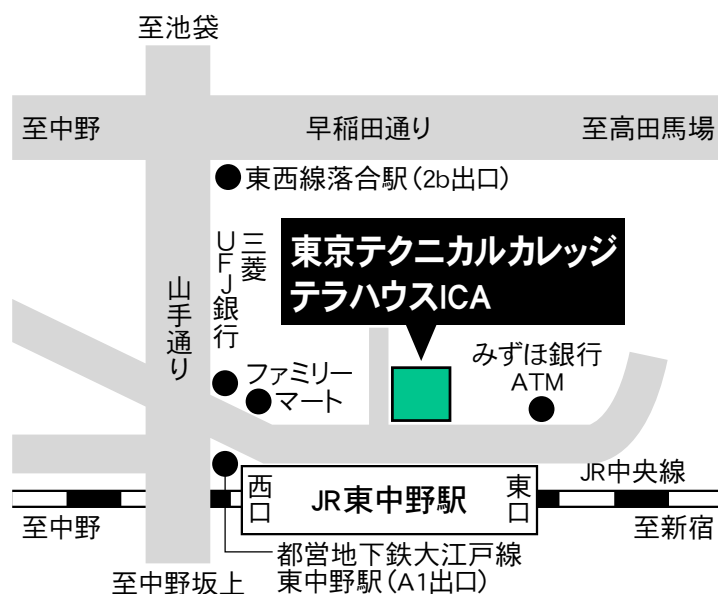 至池袋
至中野
早稲田通り
至高田馬場
東西線落合駅（2b出口）
三菱
UFJ銀行
山手通り
東京テクニカルカレッジ
テラハウスICA
ファミリー
マート
みずほ銀行
ATM
JR中央線
西口
JR東中野駅
東口
至中野
至新宿
都営地下鉄大江戸線
東中野駅（A1出口）
至中野坂上